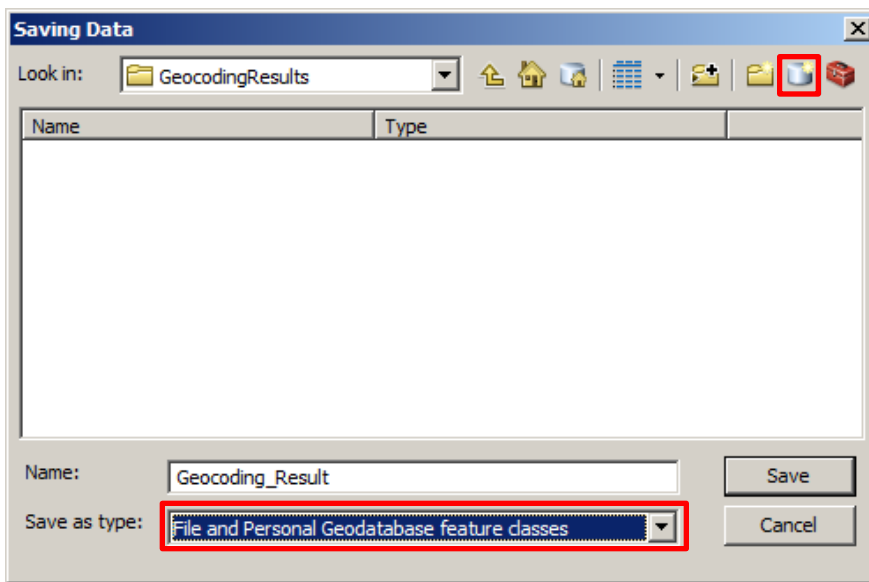 Saving Data
Look in: GeocodingResults
Name Type
Name: Geocoding_Result Save
Save as type: File and Personal Geodatabase feature classes Cancel